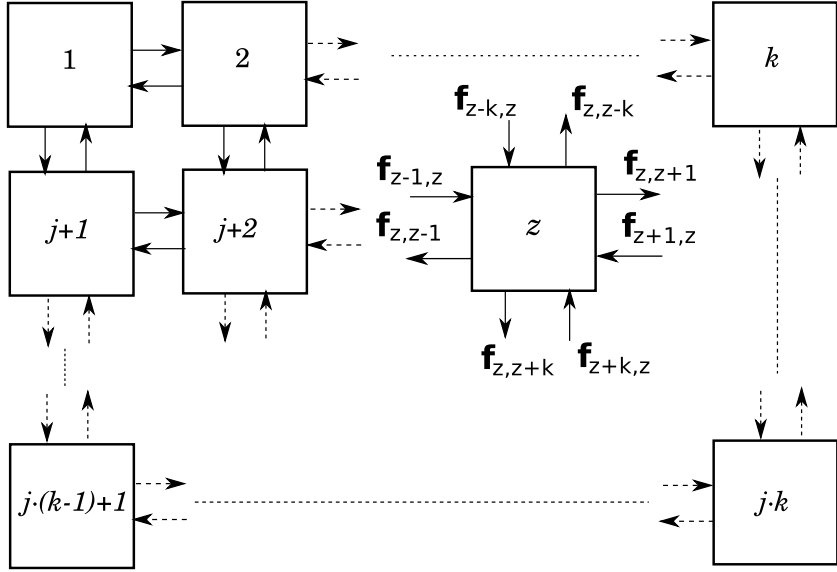 1
2
k
f z-k,z
f z,z-k
f z-1,z
f z,z+1
j+1
j+2
z
f z,z-1
f z+1,z
f z,z+k
f z+k,z
j·(k-1)+1
j·k